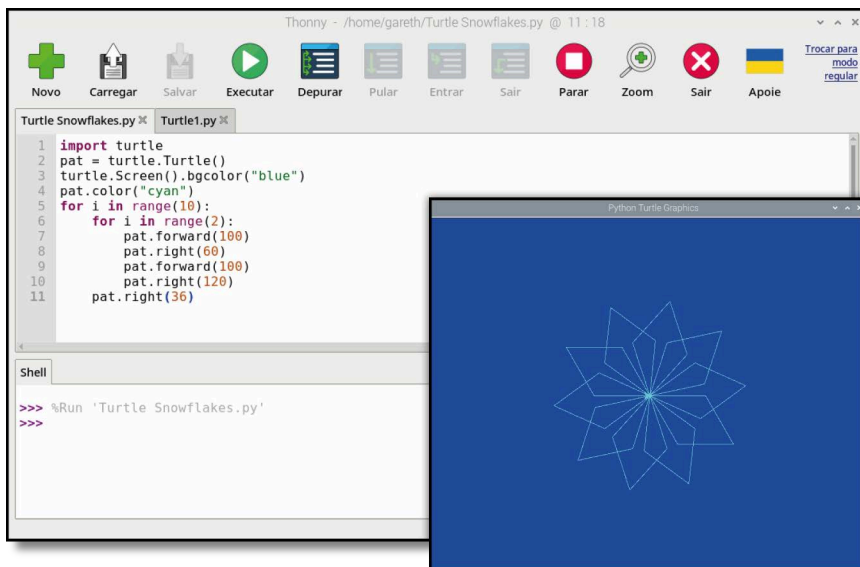 Thonny - /home/gareth/Turtle Snowflakes.py @ 11 : 18
Novo Carregar Salvar Executar Depurar Pular Entrar Sair Parar Zoom Sair Apoie
Trocar para
modo
regular
Turtle Snowflakes.py Turtle1.py
1 import turtle
2 pat = turtle.Turtle()
3 turtle.Screen().bgcolor("blue")
4 pat.color("cyan")
5 for i in range(10):
6     for i in range(2):
7         pat.forward(100)
8         pat.right(60)
9         pat.forward(100)
10         pat.right(120)
11     pat.right(36)
Python Turtle Graphics
Shell
>>> %Run 'Turtle Snowflakes.py'
>>>